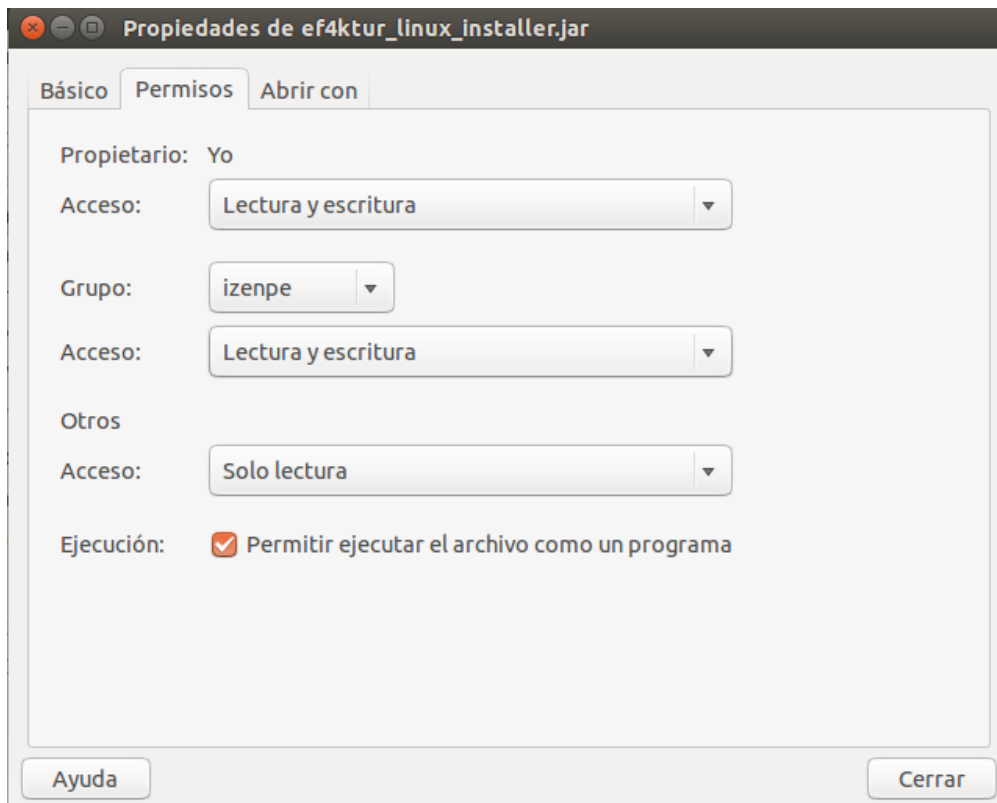 Propiedades de ef4ktur_linux_installer.jar
Básico Permisos Abrir con
Propietario: Yo
Acceso: Lectura y escritura
Grupo: izenpe
Acceso: Lectura y escritura
Otros
Acceso: Solo lectura
Ejecución: Permitir ejecutar el archivo como un programa
Ayuda Cerrar